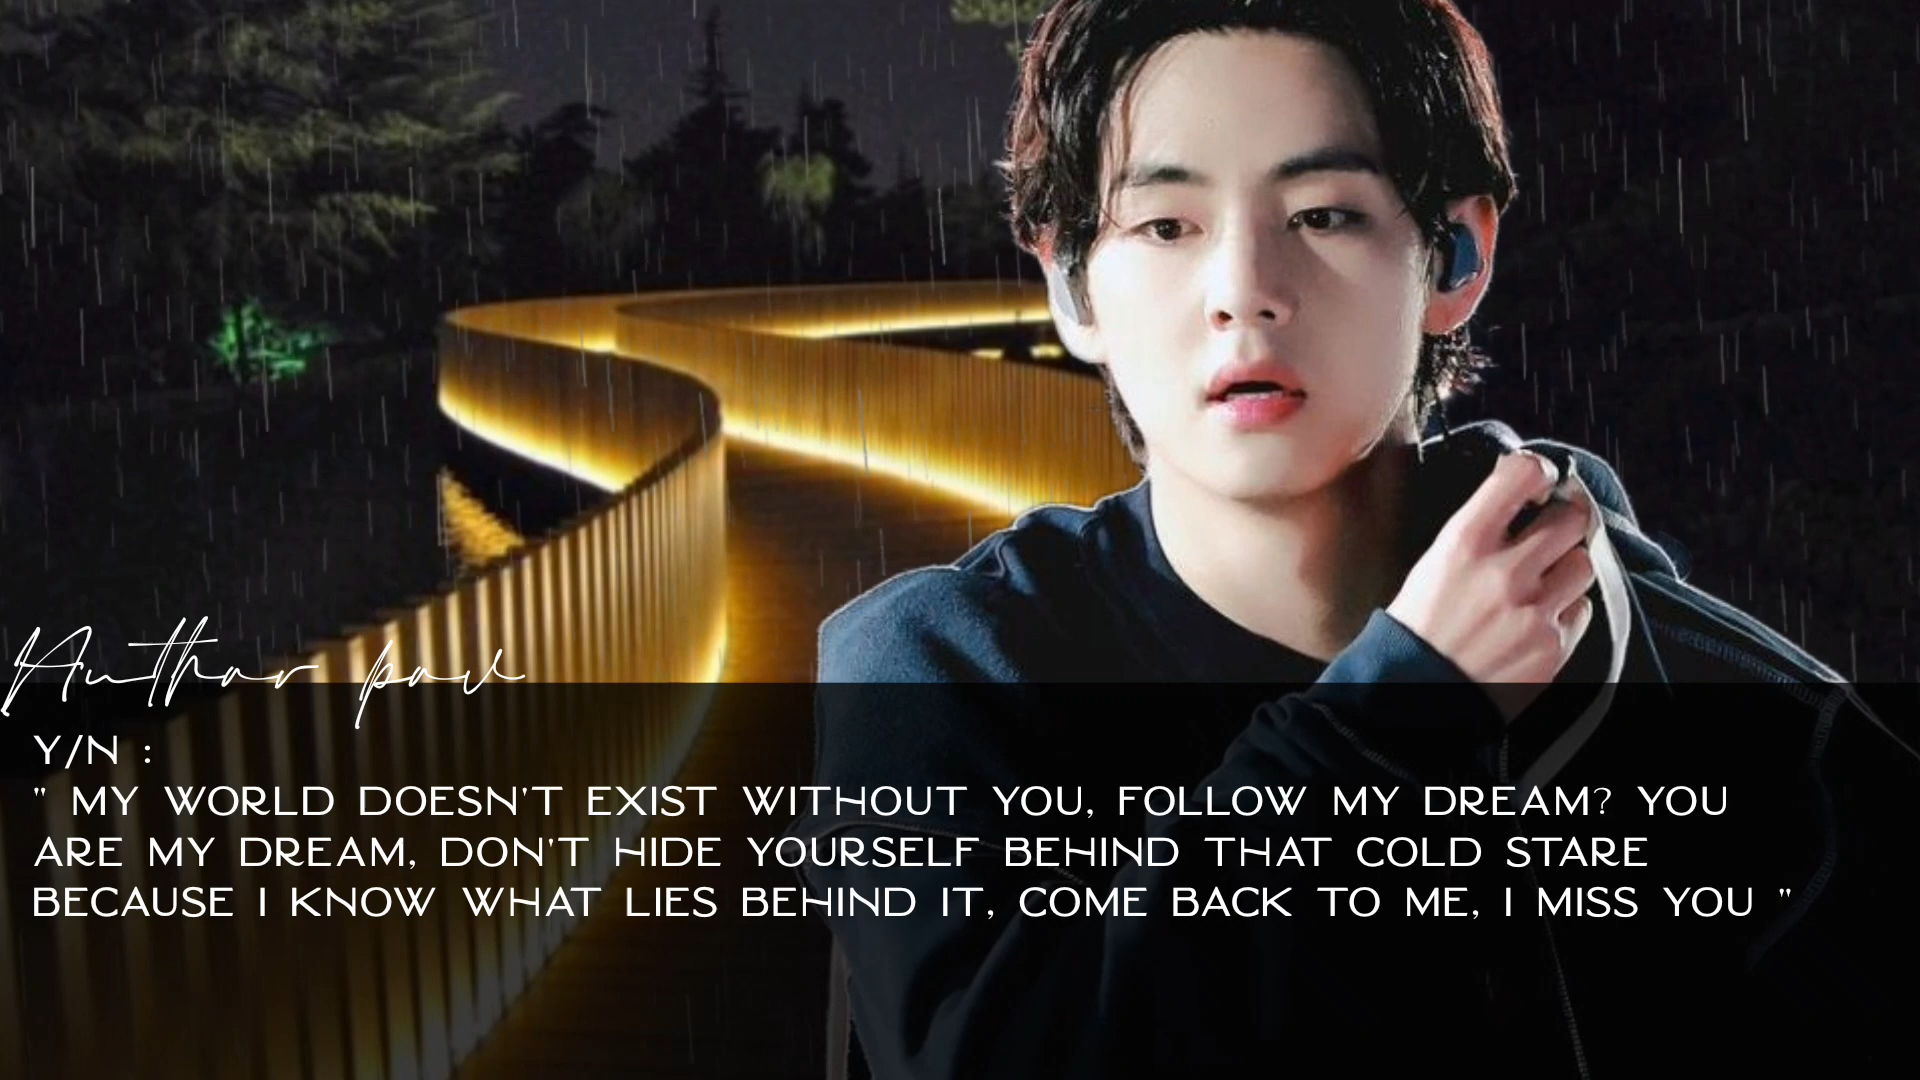 Author pav
Y/N :
" MY WORLD DOESN'T EXIST WITHOUT YOU, FOLLOW MY DREAM? YOU
ARE MY DREAM, DON'T HIDE YOURSELF BEHIND THAT COLD STARE
BECAUSE I KNOW WHAT LIES BEHIND IT, COME BACK TO ME, I MISS YOU "